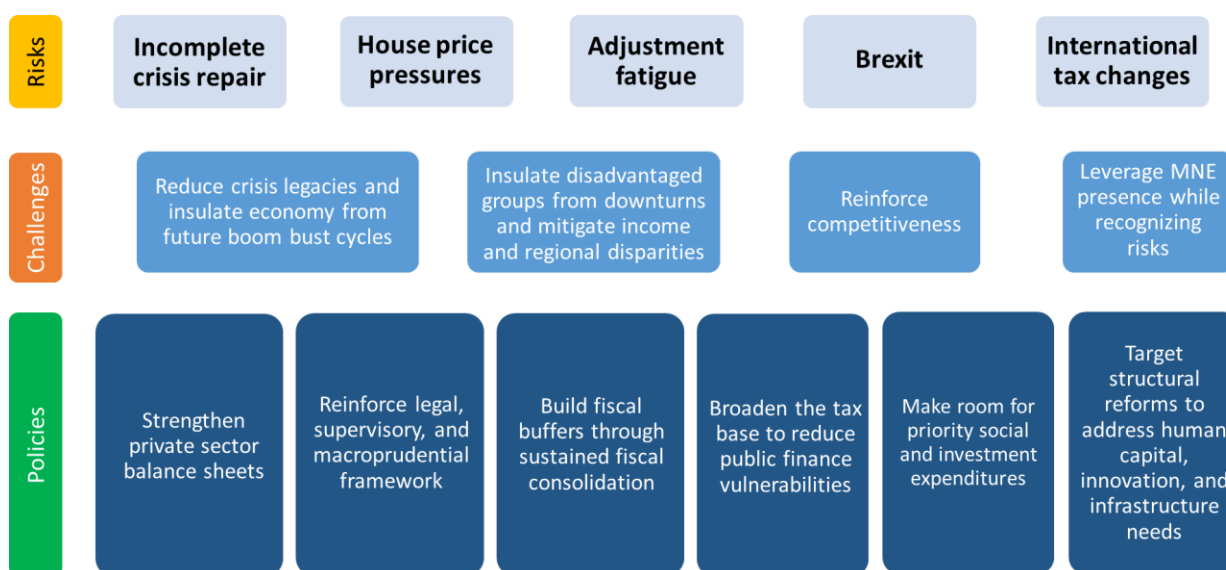 Risks
Incomplete
crisis repair
House price
pressures
Adjustment
fatigue
Brexit
International
tax changes
Challenges
Reduce crisis legacies and
insulate economy from
future boom bust cycles
Insulate disadvantaged
groups from downturns
and mitigate income
and regional disparities
Reinforce
competitiveness
Leverage MNE
presence while
recognizing
risks
Policies
Strengthen
private sector
balance sheets
Reinforce legal,
supervisory, and
macroprudential
framework
Build fiscal
buffers through
sustained fiscal
consolidation
Broaden the tax
base to reduce
public finance
vulnerabilities
Make room for
priority social
and investment
expenditures
Target
structural
reforms to
address human
capital,
innovation, and
infrastructure
needs